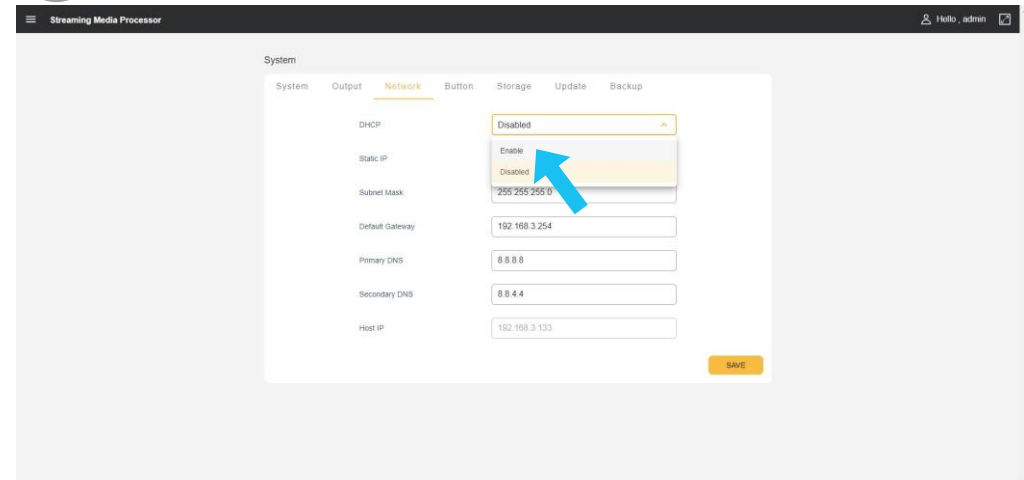 Streaming Media Processor
Hello , admin
System
System Output Network Button Storage Update Backup
DHCP Disabled
Enable
Static IP
Disabled
Subnet Mask 255.255.255.0
Default Gateway 192.168.3.254
Primary DNS 8.8.8.8
Secondary DNS 8.8.4.4
Host IP 192.168.3.133
SAVE